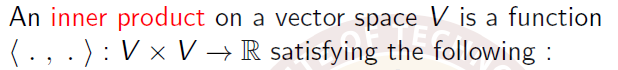 An inner product on a vector space V is a function
⟨ . , . ⟩ : V × V → ℝ satisfying the following :